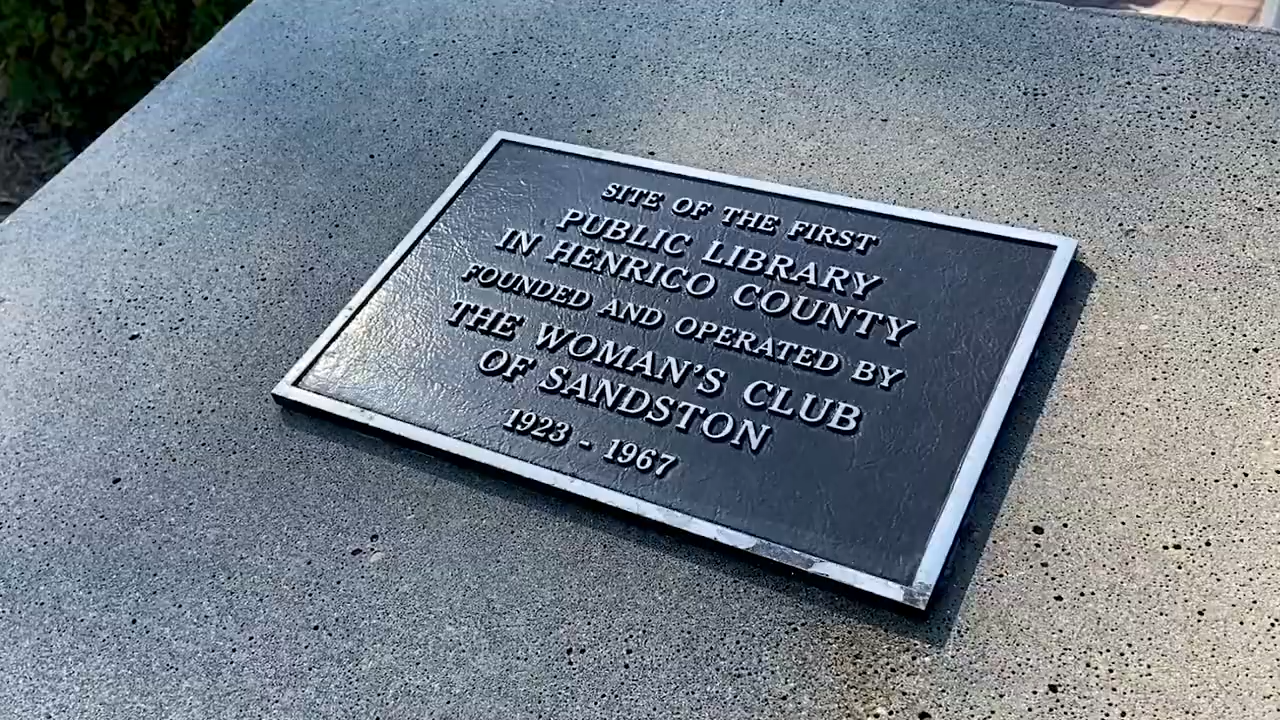 SITE OF THE FIRST
PUBLIC LIBRARY
IN HENRICO COUNTY
FOUNDED AND OPERATED BY
THE WOMAN'S CLUB
OF SANDSTON
1923 - 1967